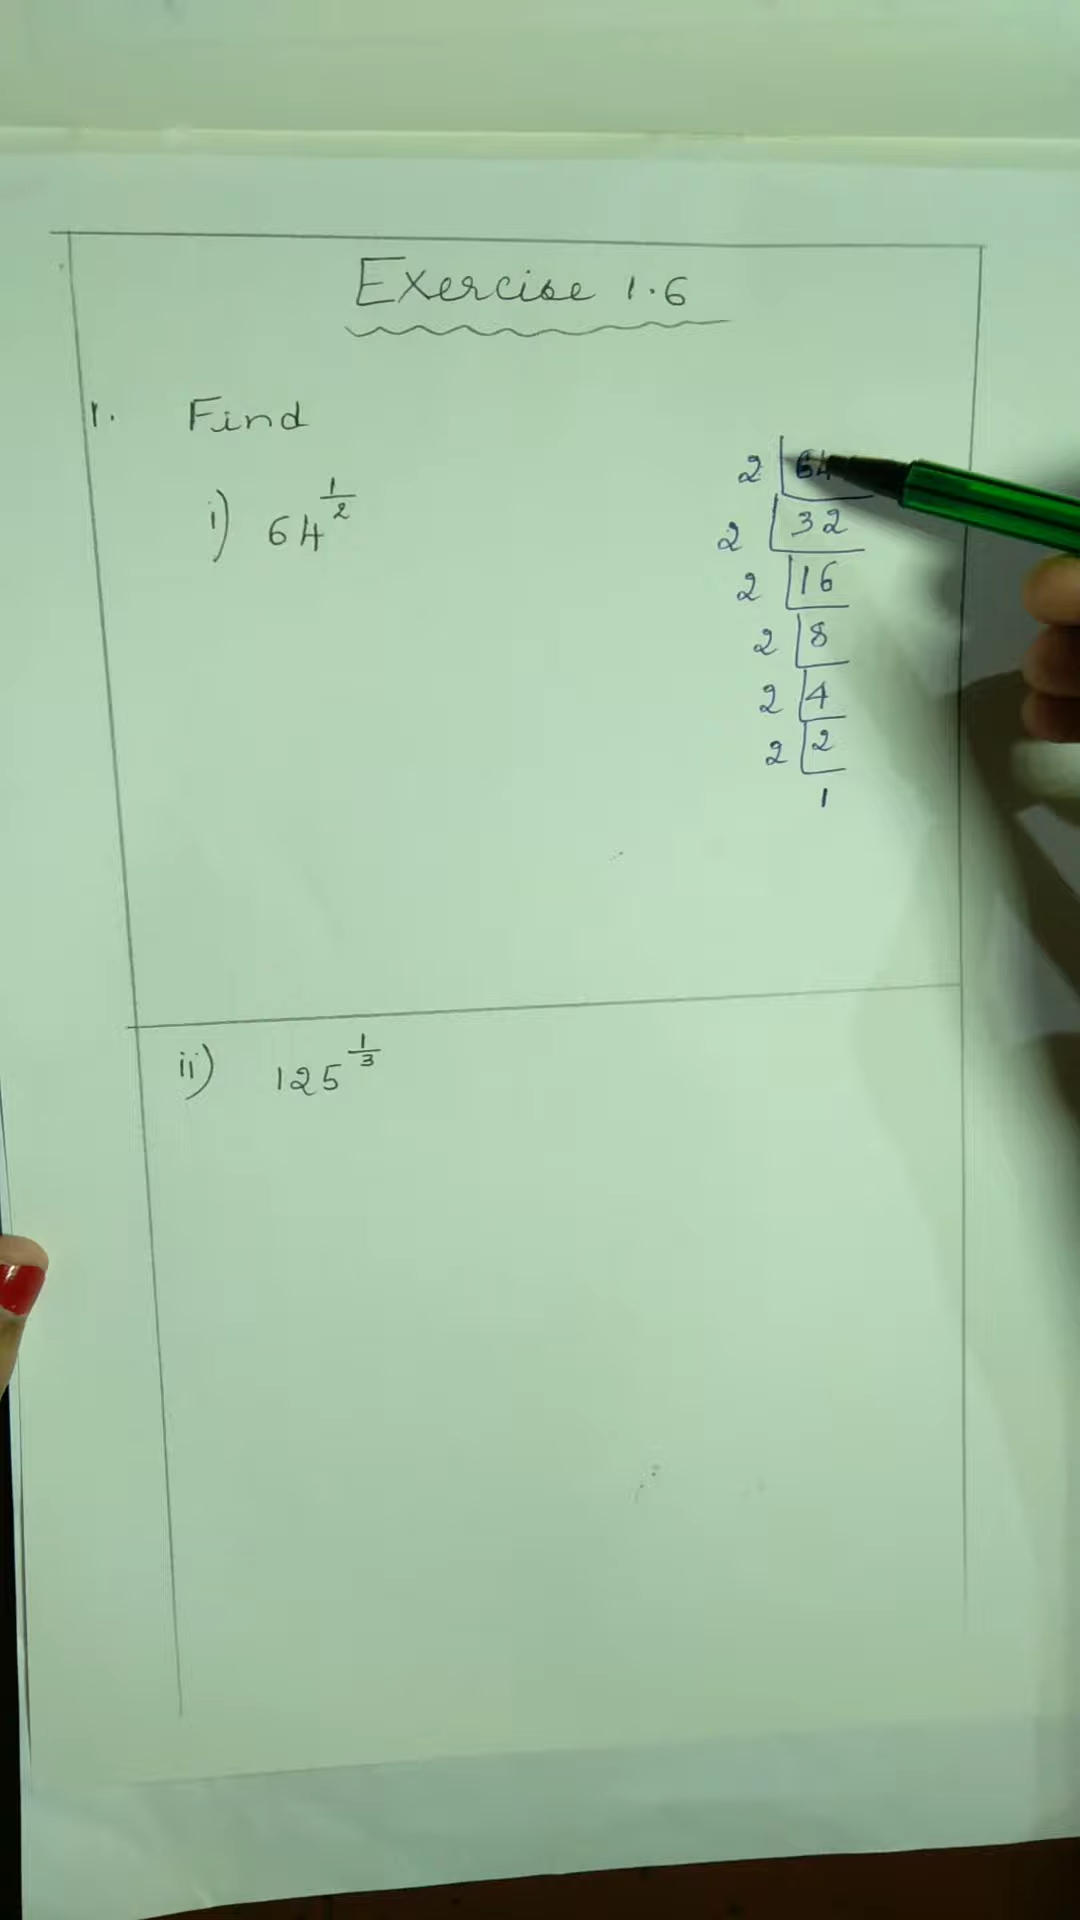 Exercise 1.6
1. Find
i) 64^(1/2)
2 | 64
2 | 32
2 | 16
2 | 8
2 | 4
2 | 2
1
ii) 125^(1/3)